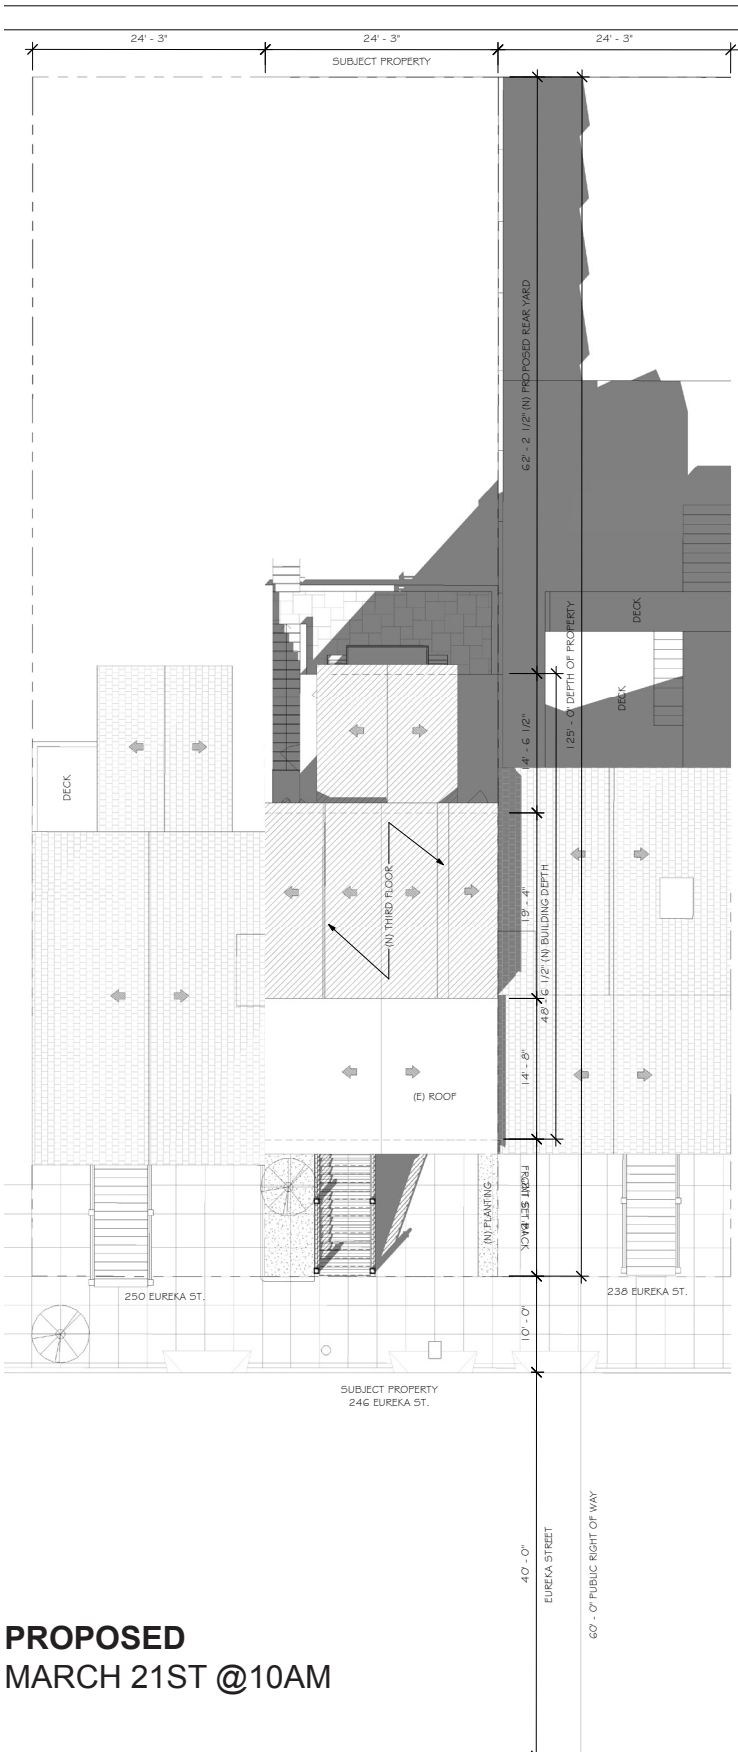 24' - 3"
24' - 3"
24' - 3"
SUBJECT PROPERTY
62' - 2 1/2" (N) PROPOSED REAR YARD
125' - 0" DEPTH OF PROPERTY
DECK
DECK
DECK
14' - 6 1/2"
(N) THIRD FLOOR
19' - 4"
48' - 6 1/2" (N) BUILDING DEPTH
14' - 8"
(E) ROOF
(N) PLANTING
FRONT SET BACK
250 EUREKA ST.
238 EUREKA ST.
10' - 0"
SUBJECT PROPERTY
246 EUREKA ST.
40' - 0"
EUREKA STREET
60' - 0" PUBLIC RIGHT OF WAY
PROPOSED
MARCH 21ST @10AM